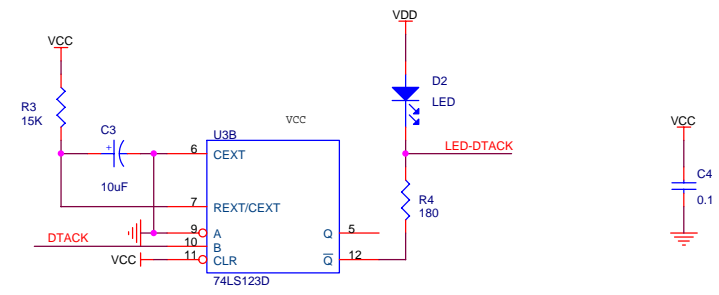 VDD
VCC
D2
LED
R3
15K
VCC
VCC
C3
+
U3B
LED-DTACK
6
CEXT
C4
10uF
0.1
R4
180
7
REXT/CEXT
9
A
Q
5
DTACK
10
B
VCC
11
CLR
Q
12
74LS123D